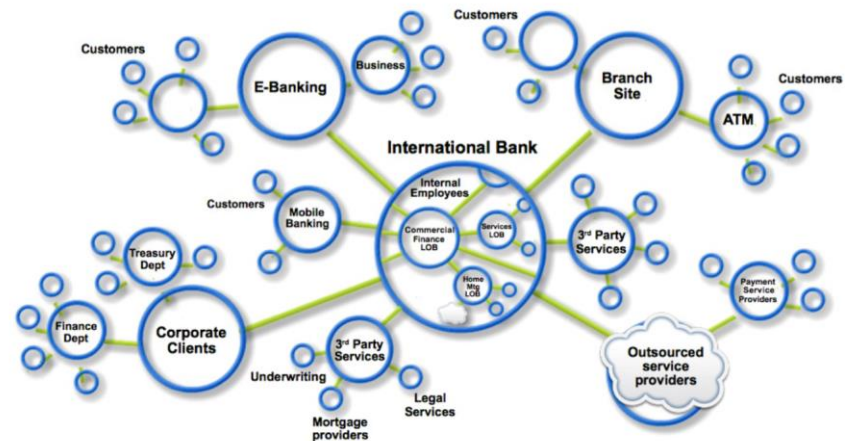 Customers
E-Banking
Business
Customers
Branch
Site
Customers
ATM
International Bank
Internal
Employees
Customers
Mobile
Banking
Commercial
Finance
LOB
Services
LOB
Home
Mtg
LOB
3rd Party
Services
Treasury
Dept
Finance
Dept
Corporate
Clients
3rd Party
Services
Underwriting
Mortgage
providers
Legal
Services
Payment
Service
Providers
Outsourced
service
providers